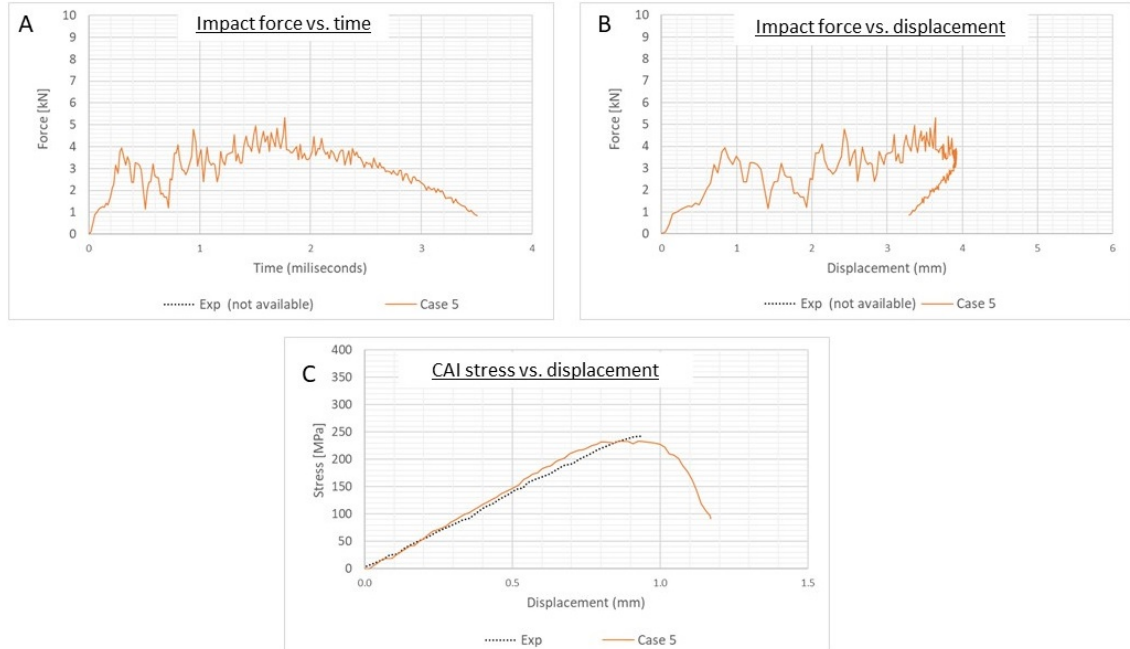 A
Impact force vs. time
Force [kN]
10
9
8
7
6
5
4
3
2
1
0
0 1 2 3 4
Time (miliseconds)
Exp (not available) Case 5
B
Impact force vs. displacement
Force [kN]
10
9
8
7
6
5
4
3
2
1
0
0 1 2 3 4 5 6
Displacement (mm)
Exp (not available) Case 5
C
CAI stress vs. displacement
Stress [MPa]
400
350
300
250
200
150
100
50
0
0.0 0.5 1.0 1.5
Displacement (mm)
Exp Case 5